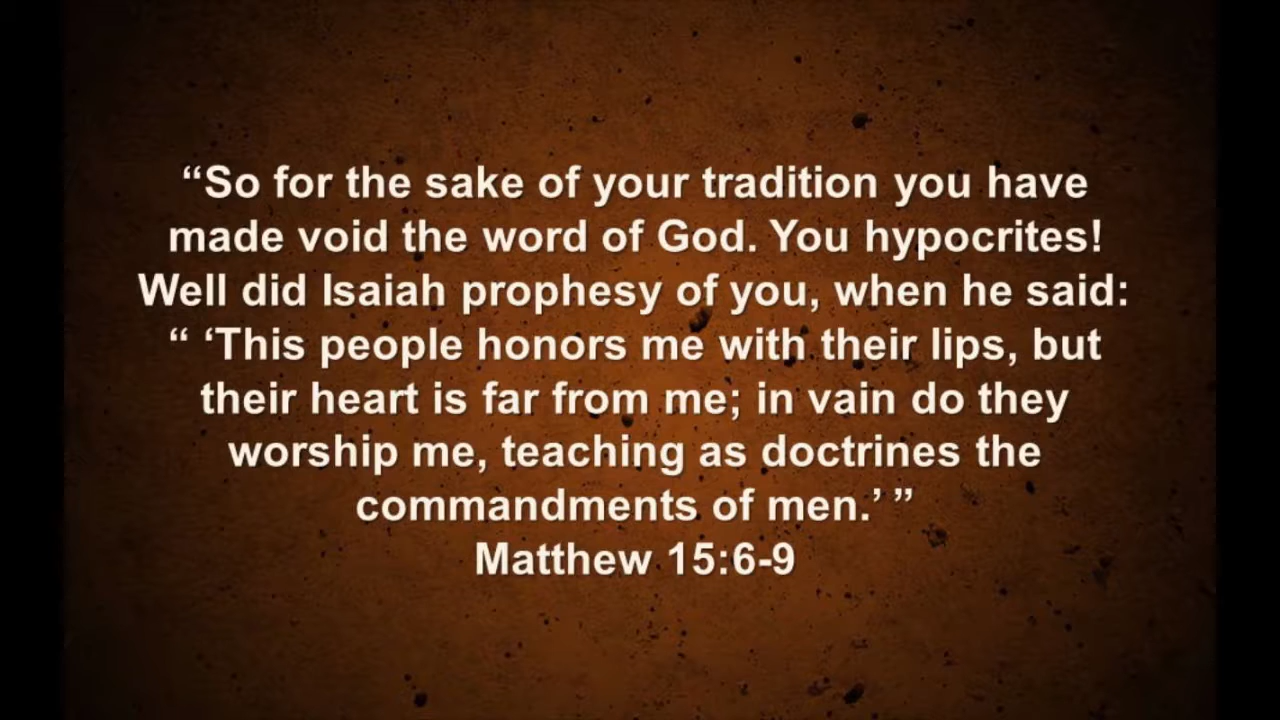 “So for the sake of your tradition you have
made void the word of God. You hypocrites!
Well did Isaiah prophesy of you, when he said:
“ ‘This people honors me with their lips, but
their heart is far from me; in vain do they
worship me, teaching as doctrines the
commandments of men.’ ”
Matthew 15:6-9